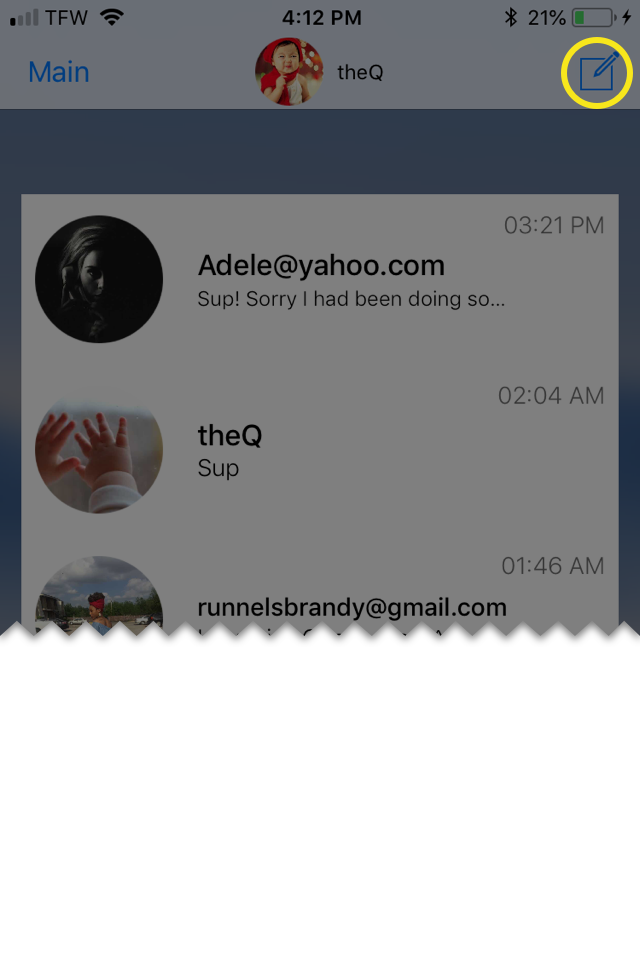 TFW 4:12 PM 21%
Main theQ
03:21 PM
Adele@yahoo.com
Sup! Sorry I had been doing so...
02:04 AM
theQ
Sup
01:46 AM
runnelsbrandy@gmail.com